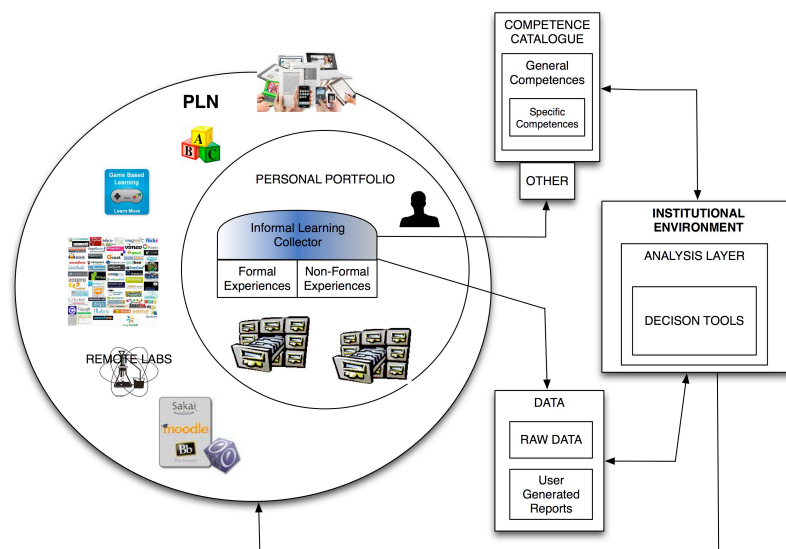 COMPETENCE
CATALOGUE
General
Competences
Specific
Competences
OTHER
PLN
A
B
C
Game Based
Learning
Learn More
PERSONAL PORTFOLIO
Informal Learning
Collector
Formal
Experiences
Non-Formal
Experiences
vimeo
flickr
REMOTE LABS
Sakai
moodle
Bb
INSTITUTIONAL
ENVIRONMENT
ANALYSIS LAYER
DECISON TOOLS
DATA
RAW DATA
User
Generated
Reports